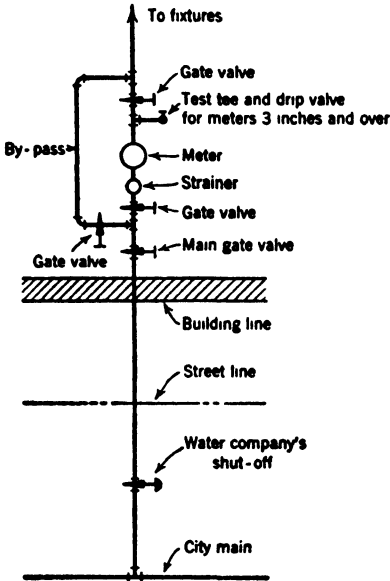 To fixtures
Gate valve
Test tee and drip valve
for meters 3 inches and over
By-pass
Meter
Strainer
Gate valve
Main gate valve
Gate valve
Building line
Street line
Water company's
shut-off
City main